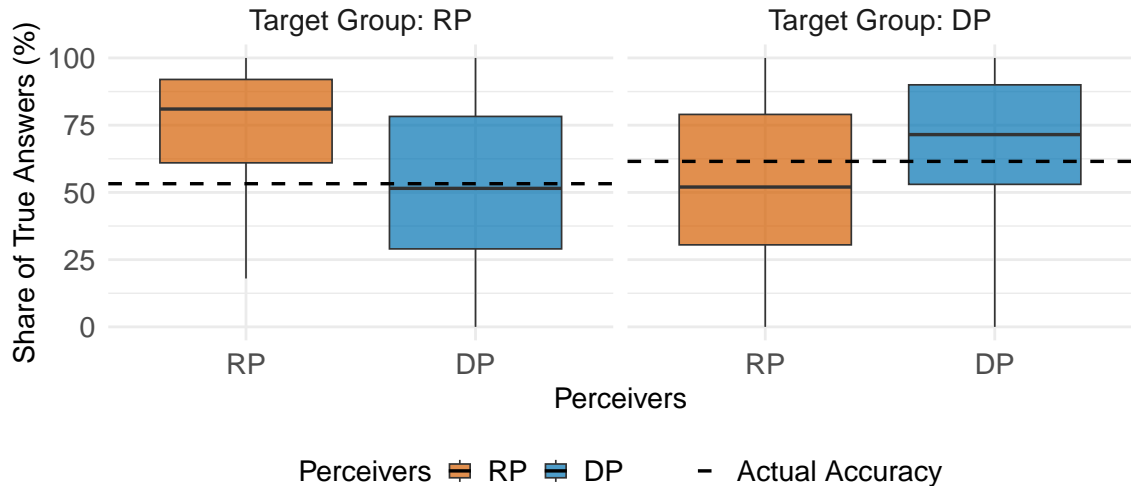 Target Group: RP
Target Group: DP
Share of True Answers (%)
100
75
50
25
0
RP
DP
RP
DP
Perceivers
Perceivers RP DP Actual Accuracy